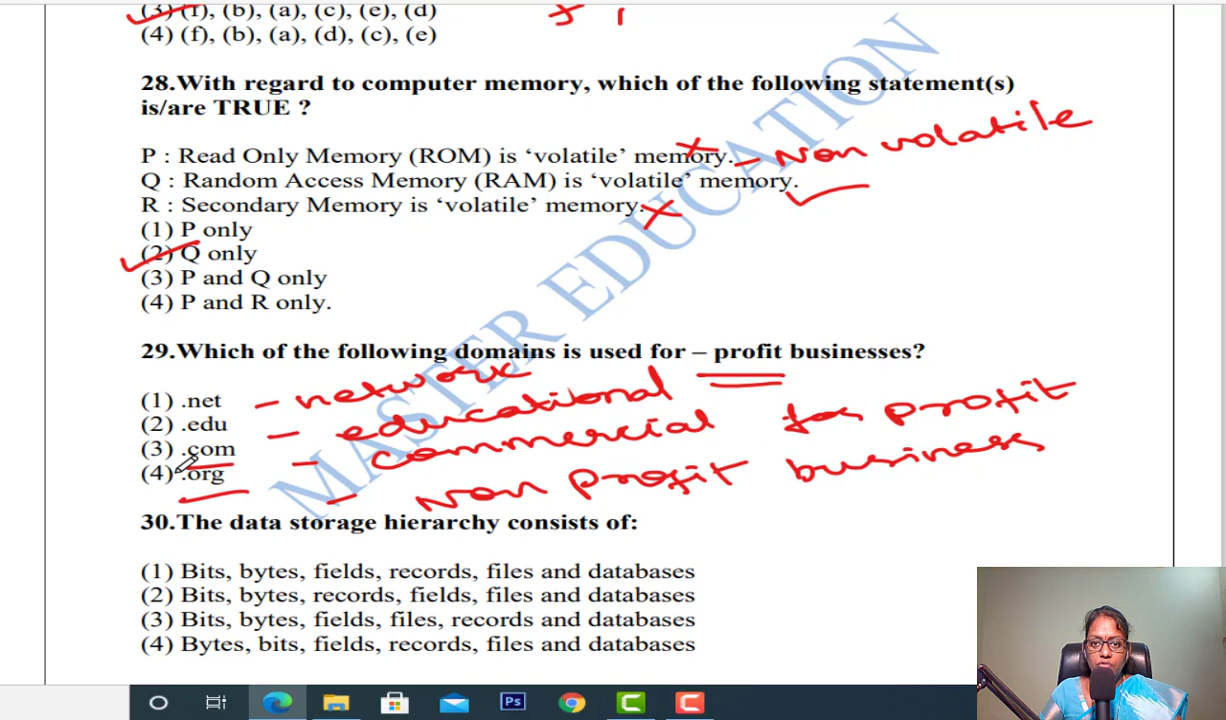 (3) (f), (b), (a), (c), (e), (d)
(4) (f), (b), (a), (d), (c), (e)
28.With regard to computer memory, which of the following statement(s)
is/are TRUE ?
P : Read Only Memory (ROM) is ‘volatile’ memory. – Non volatile
Q : Random Access Memory (RAM) is ‘volatile’ memory.
R : Secondary Memory is ‘volatile’ memory.
(1) P only
(2) Q only
(3) P and Q only
(4) P and R only.
29.Which of the following domains is used for – profit businesses?
(1) .net – network
(2) .edu – educational
(3) .com – commercial for profit
(4) .org – Non profit business
30.The data storage hierarchy consists of:
(1) Bits, bytes, fields, records, files and databases
(2) Bits, bytes, records, fields, files and databases
(3) Bits, bytes, fields, files, records and databases
(4) Bytes, bits, fields, records, files and databases
MASTER EDUCATION
Ps